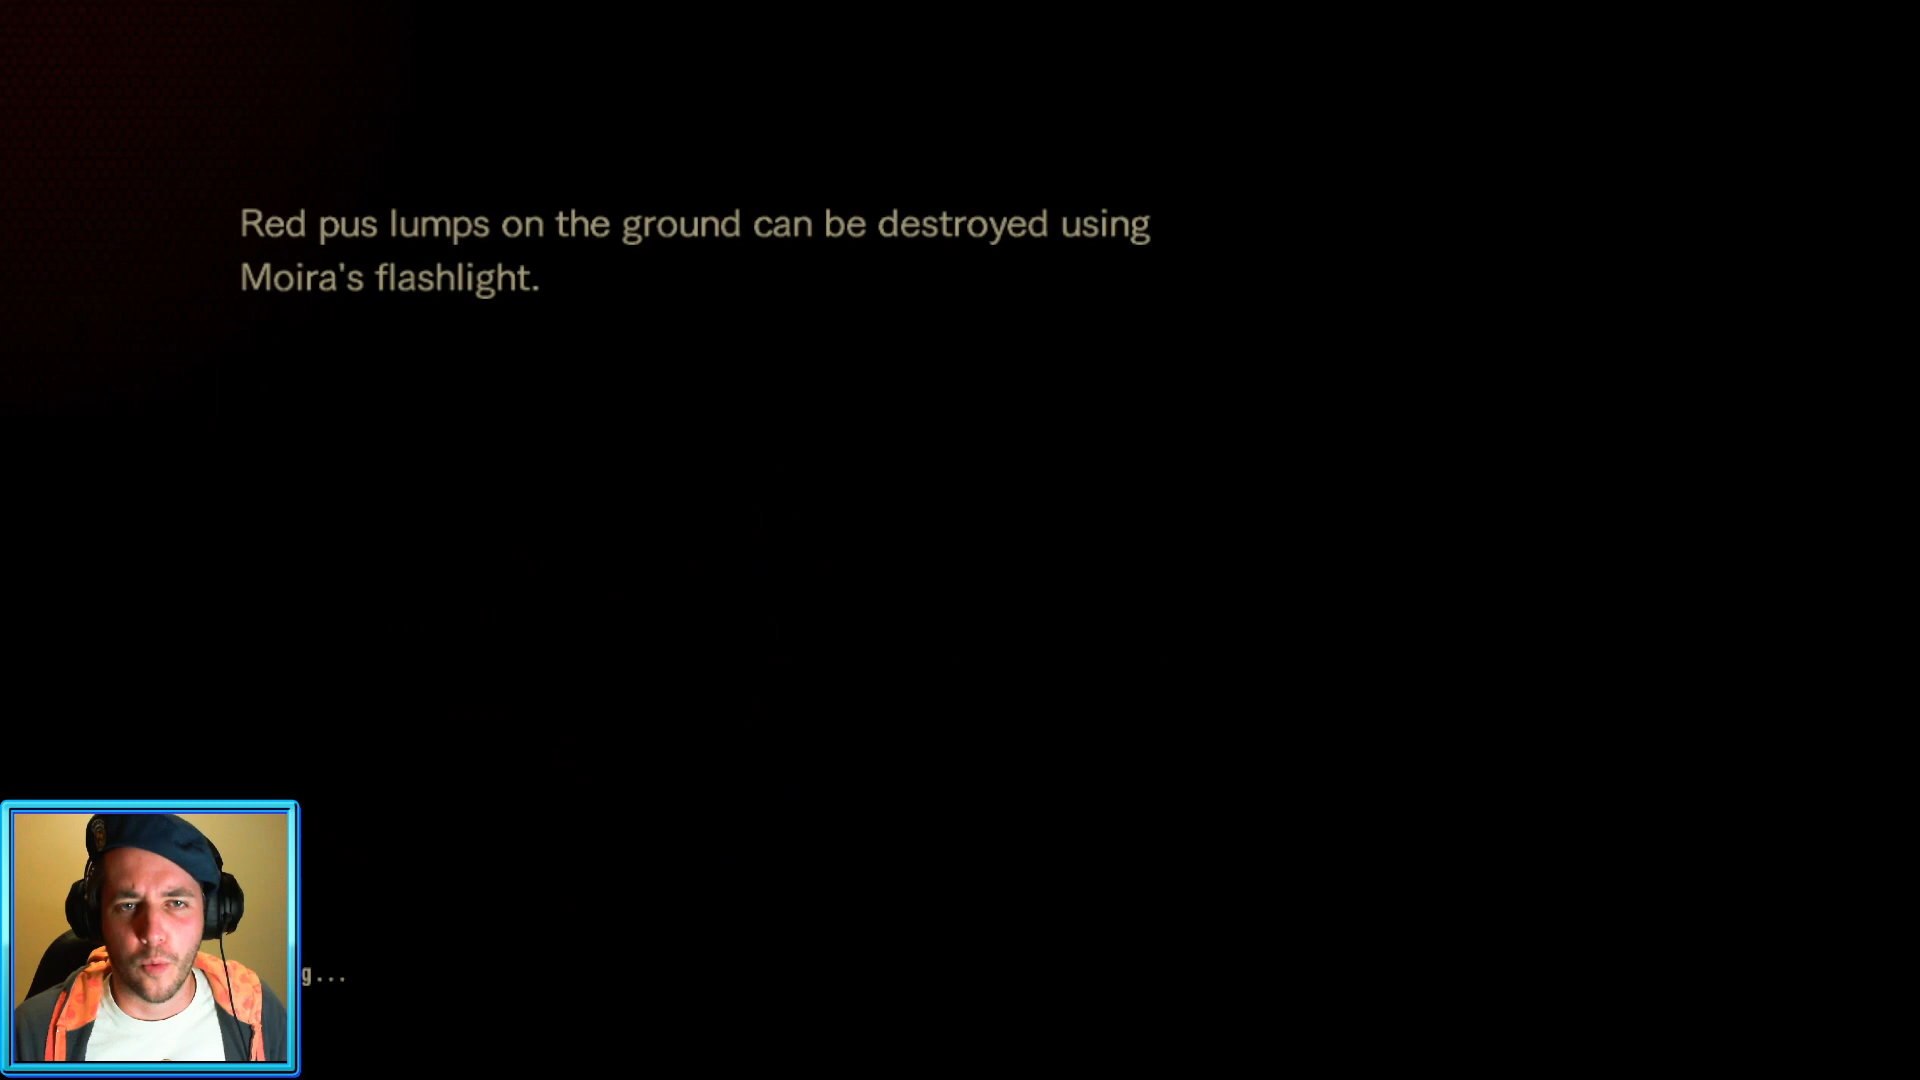 Red pus lumps on the ground can be destroyed using
Moira's flashlight.
g...